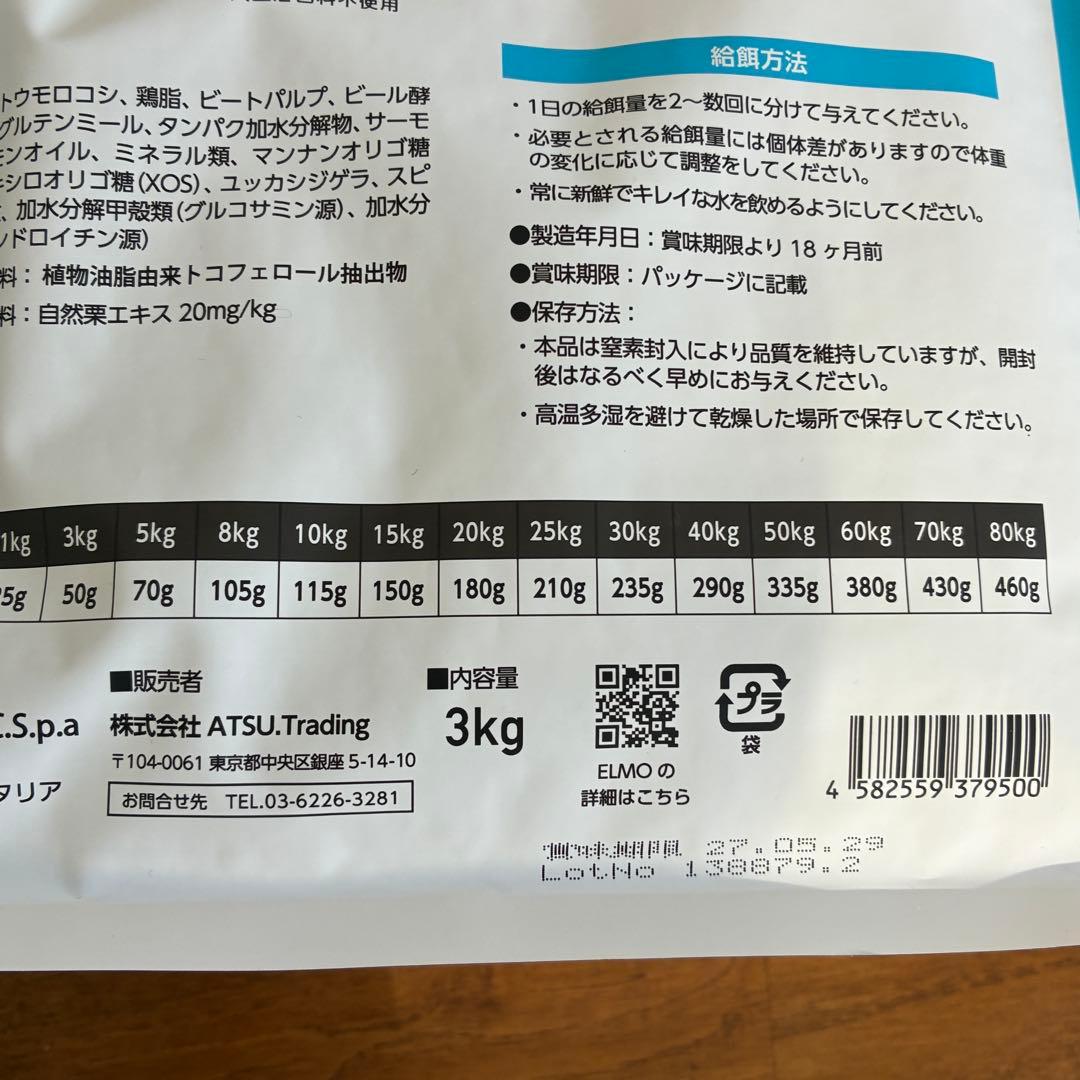 給餌方法
トウモロコシ、鶏脂、ビートパルプ、ビール酵
グルテンミール、タンパク加水分解物、サーモ
ンオイル、ミネラル類、マンナンオリゴ糖
シロオリゴ糖(XOS)、ユッカシジゲラ、スピ
加水分解甲殻類(グルコサミン源)、加水分
ドロイチン源)
料：植物油脂由来トコフェロール抽出物
料：自然栗エキス 20mg/kg
・1日の給餌量を2〜数回に分けて与えてください。
・必要とされる給餌量には個体差がありますので体重
の変化に応じて調整をしてください。
・常に新鮮でキレイな水を飲めるようにしてください。
●製造年月日：賞味期限より 18 ヶ月前
●賞味期限：パッケージに記載
●保存方法：
・本品は窒素封入により品質を維持していますが、開封
後はなるべく早めにお与えください。
・高温多湿を避けて乾燥した場所で保存してください。
1kg 3kg 5kg 8kg 10kg 15kg 20kg 25kg 30kg 40kg 50kg 60kg 70kg 80kg
5g 50g 70g 105g 115g 150g 180g 210g 235g 290g 335g 380g 430g 460g
.S.p.a
タリア
■販売者
株式会社 ATSU.Trading
〒104-0061 東京都中央区銀座 5-14-10
お問合せ先 TEL.03-6226-3281
■内容量
3kg
ELMO の
詳細はこちら
プラ
袋
4 582559 379500
賞味期限 27.05.29
LotNo 138879.2